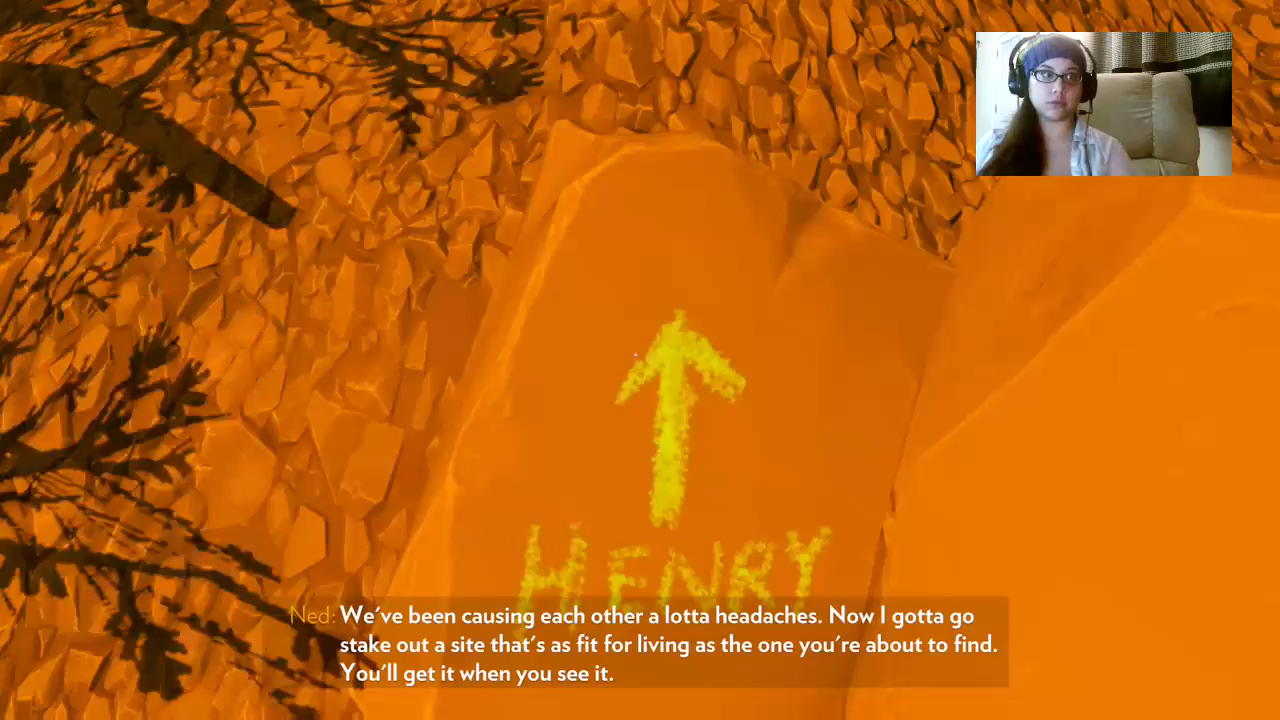 HENRY
Ned: We've been causing each other a lotta headaches. Now I gotta go
stake out a site that's as fit for living as the one you're about to find.
You'll get it when you see it.